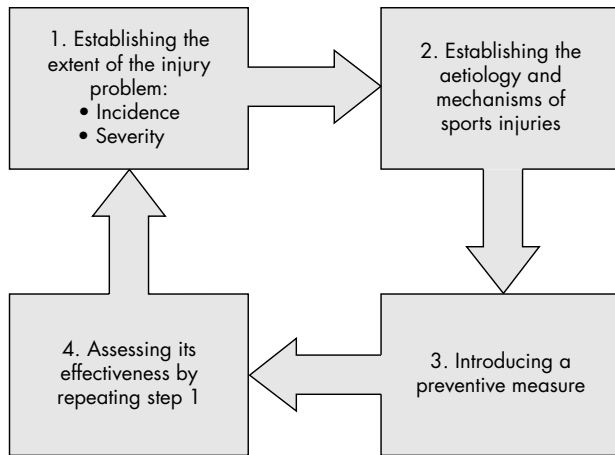 1. Establishing the
extent of the injury
problem:
• Incidence
• Severity
2. Establishing the
aetiology and
mechanisms of
sports injuries
3. Introducing a
preventive measure
4. Assessing its
effectiveness by
repeating step 1